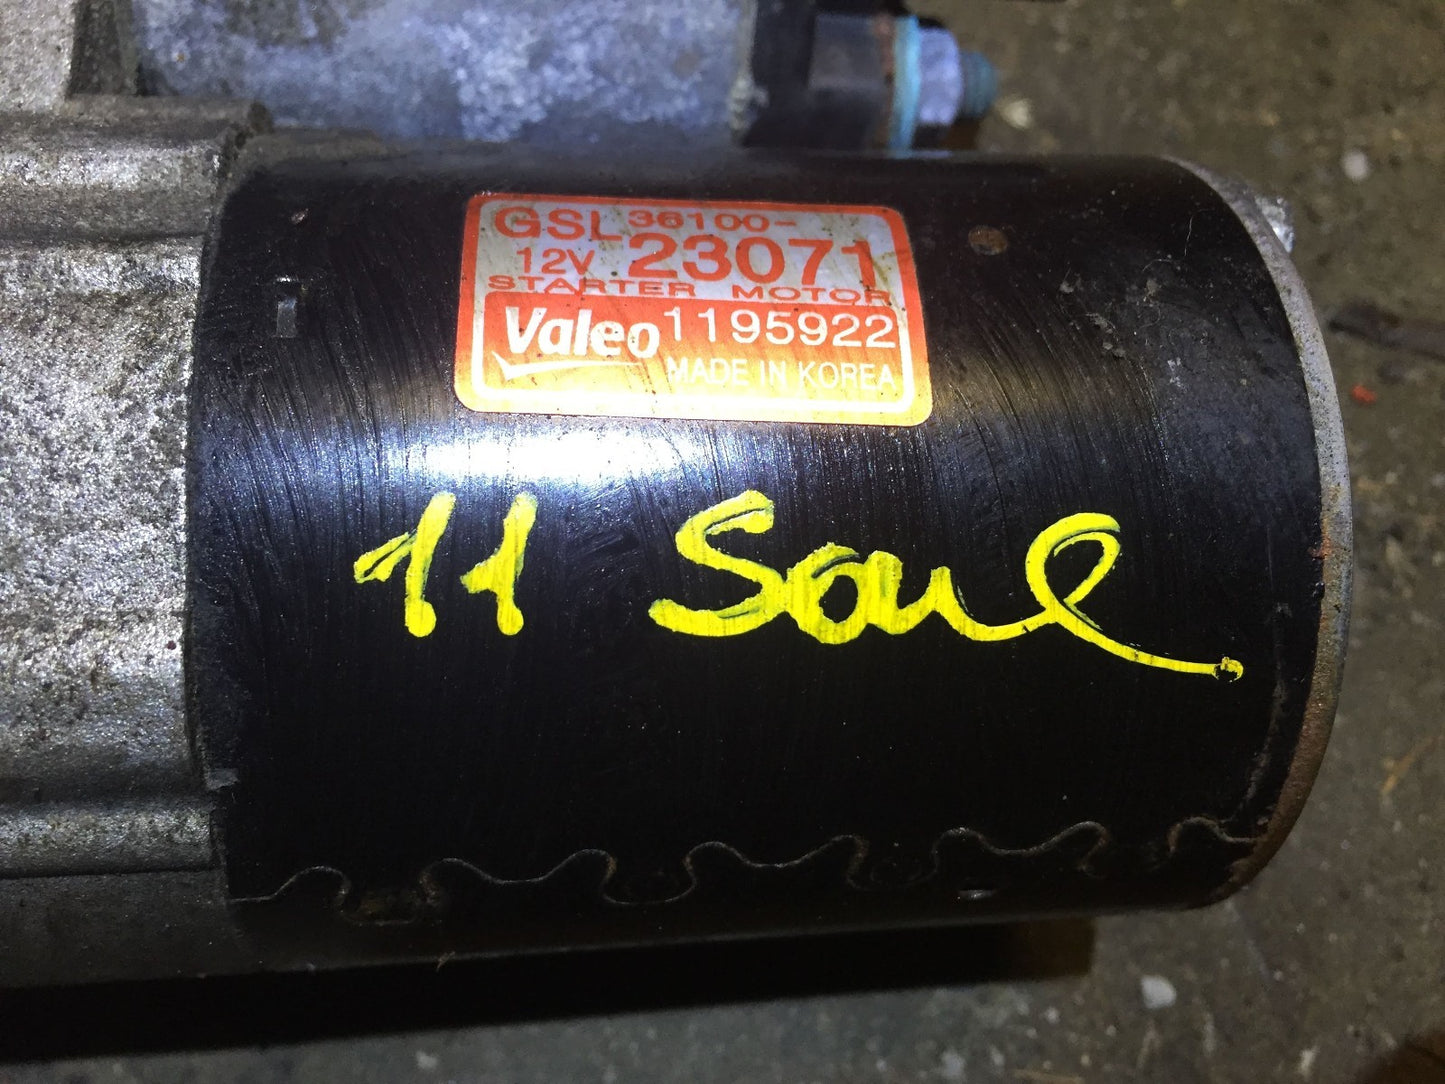 GSL 36100-
12V 23071
STARTER MOTOR
Valeo 1195922
MADE IN KOREA
11 Soul